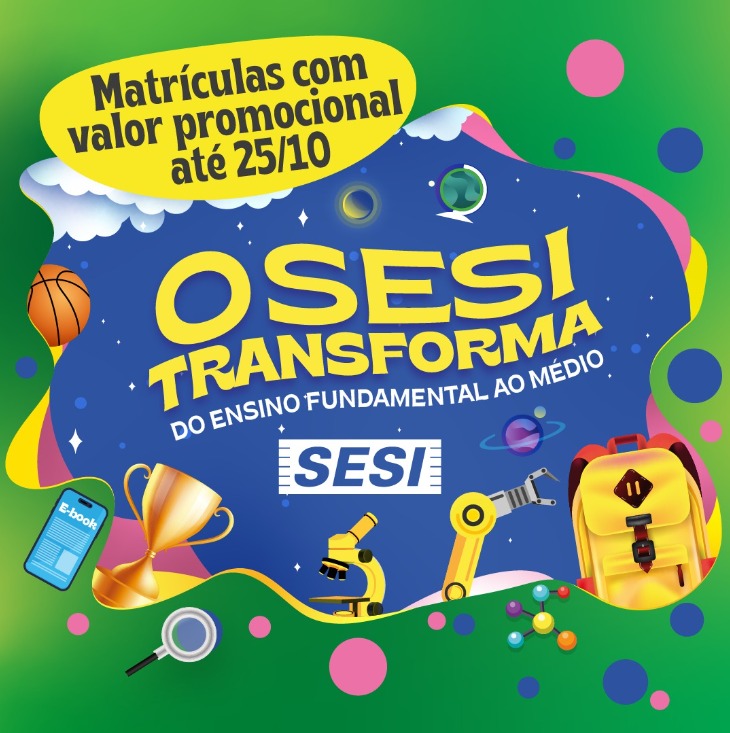 Matrículas com
valor promocional
até 25/10
O SESI
TRANSFORMA
DO ENSINO FUNDAMENTAL AO MÉDIO
SESI
E-book